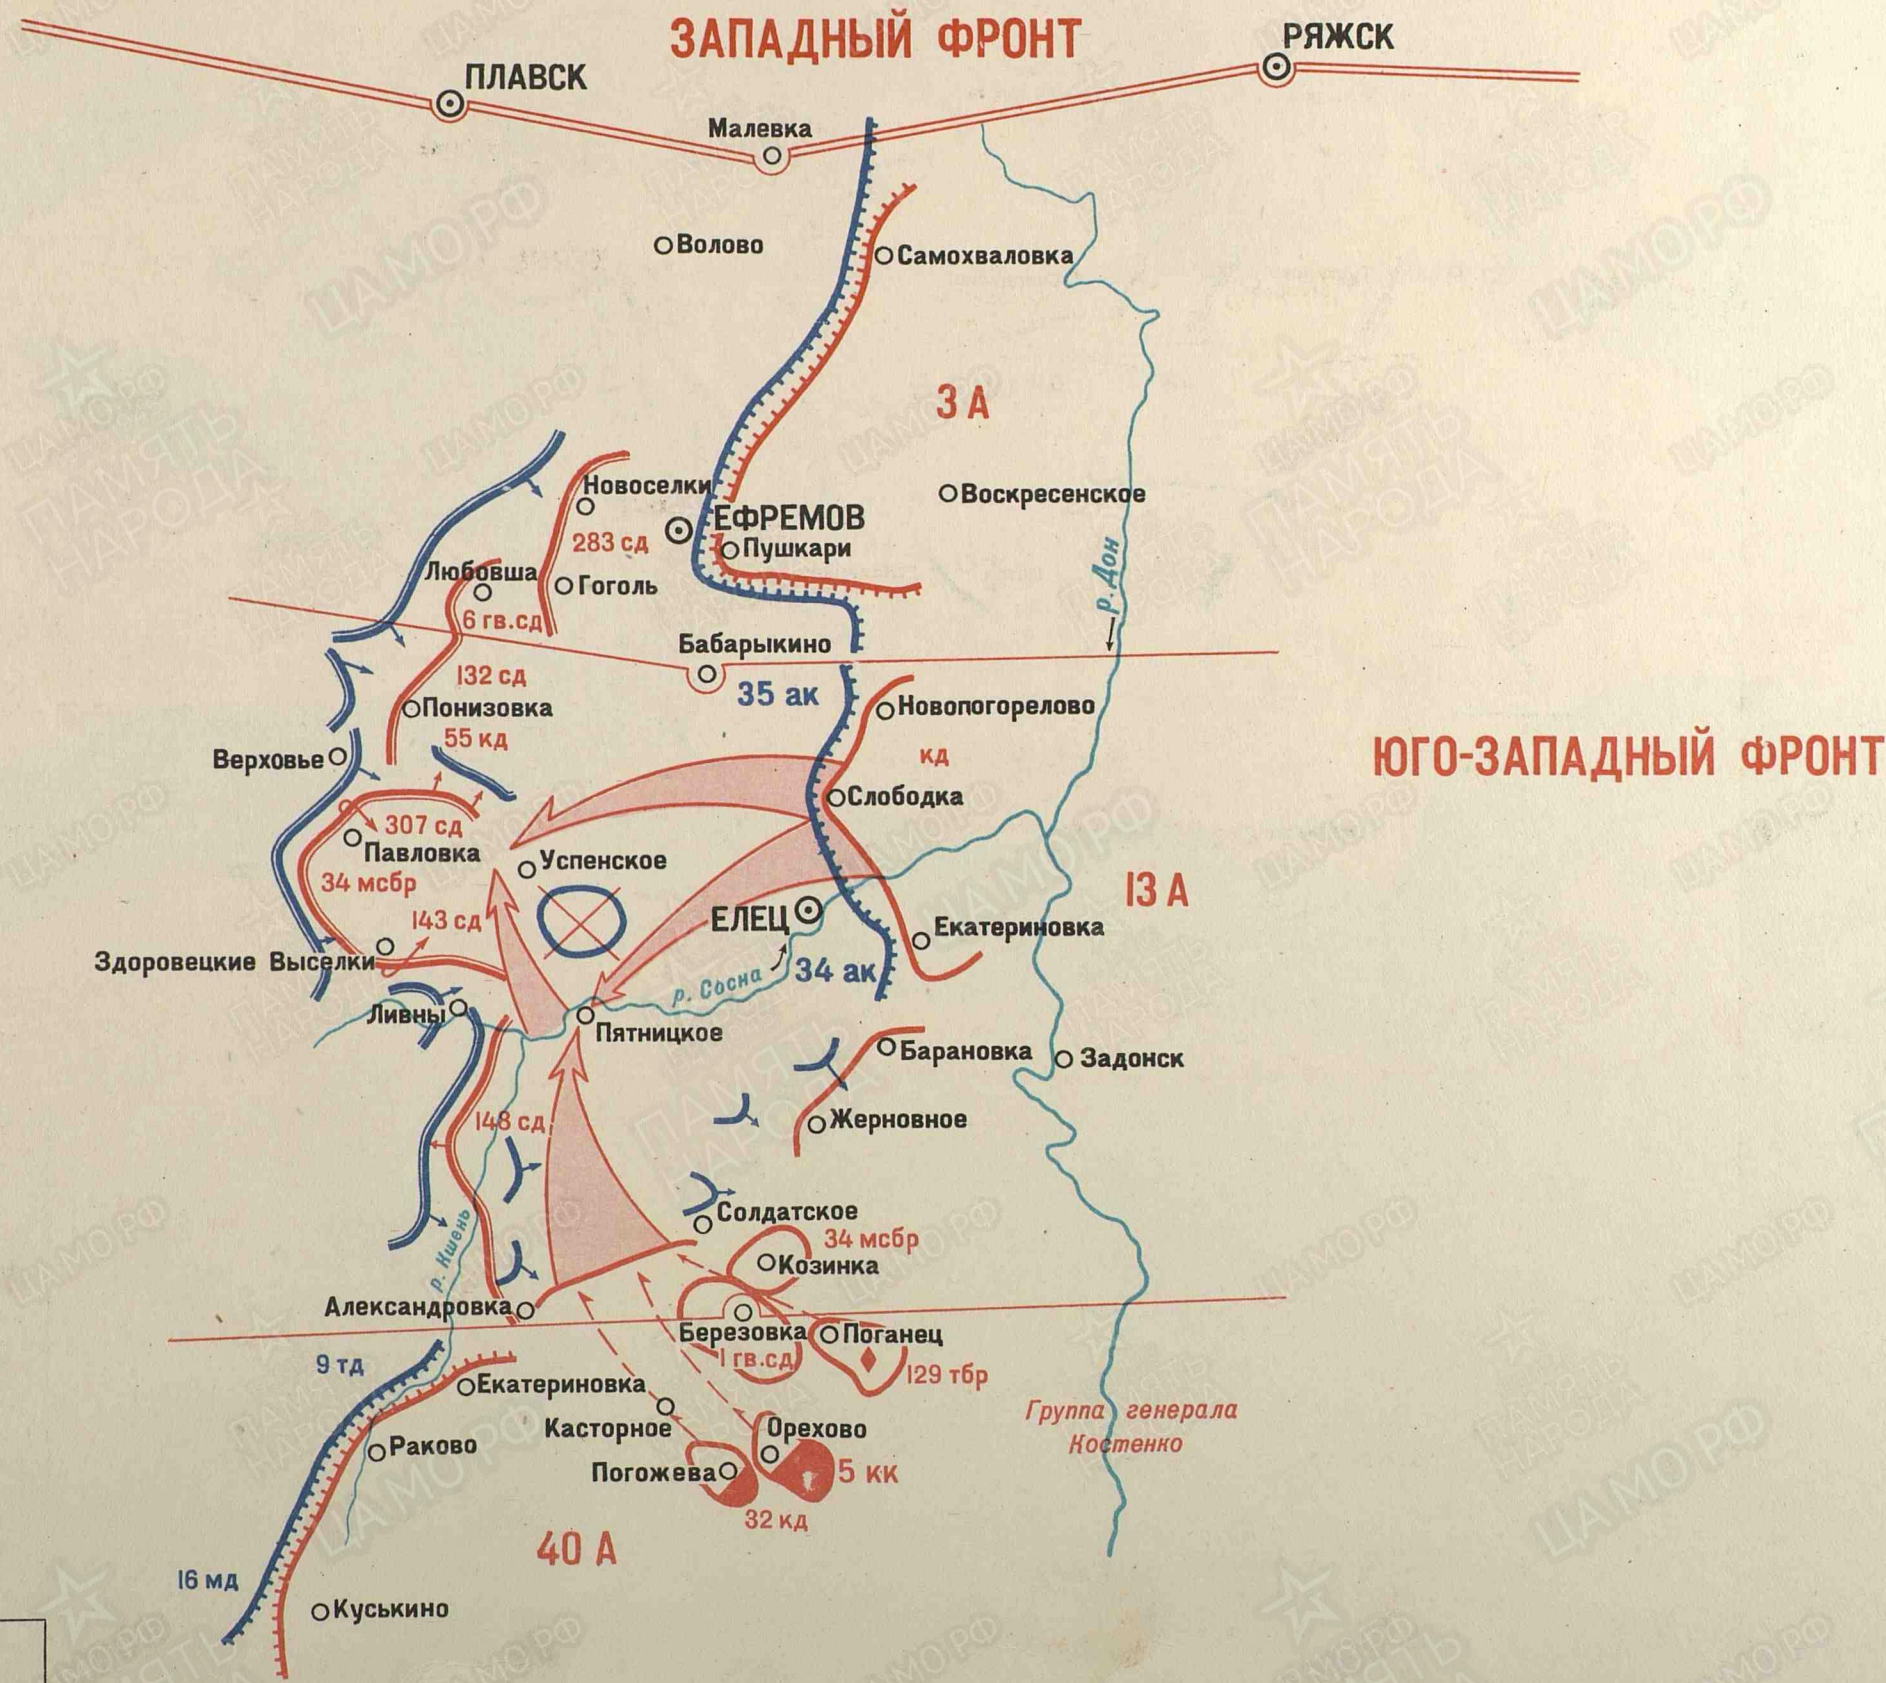 ЗАПАДНЫЙ ФРОНТ
РЯЖСК
ПЛАВСК
Малевка
Волово
Самохваловка
3 А
Новоселки
Воскресенское
ЕФРЕМОВ
283 сд
Пушкари
Любовша
Гоголь
р. Дон
6 гв.сд
Бабарыкино
132 сд
35 ак
Понизовка
Новопогорелово
55 кд
кд
Верховье
ЮГО-ЗАПАДНЫЙ ФРОНТ
Слободка
307 сд
Павловка
Успенское
34 мсбр
13 А
143 сд
ЕЛЕЦ
Екатериновка
Здоровецкие Выселки
34 ак
р. Сосна
Ливны
Пятницкое
Барановка
Задонск
148 сд
Жерновное
Солдатское
34 мсбр
р. Кшень
Козинка
Александровка
Березовка
Поганец
9 тд
1 гв.сд
129 тбр
Екатериновка
Группа генерала
Костенко
Касторное
Орехово
Раково
Погожева
5 кк
32 кд
40 А
16 мд
Куськино
ЦАМО.РФ
ПАМЯТЬ
НАРОДА